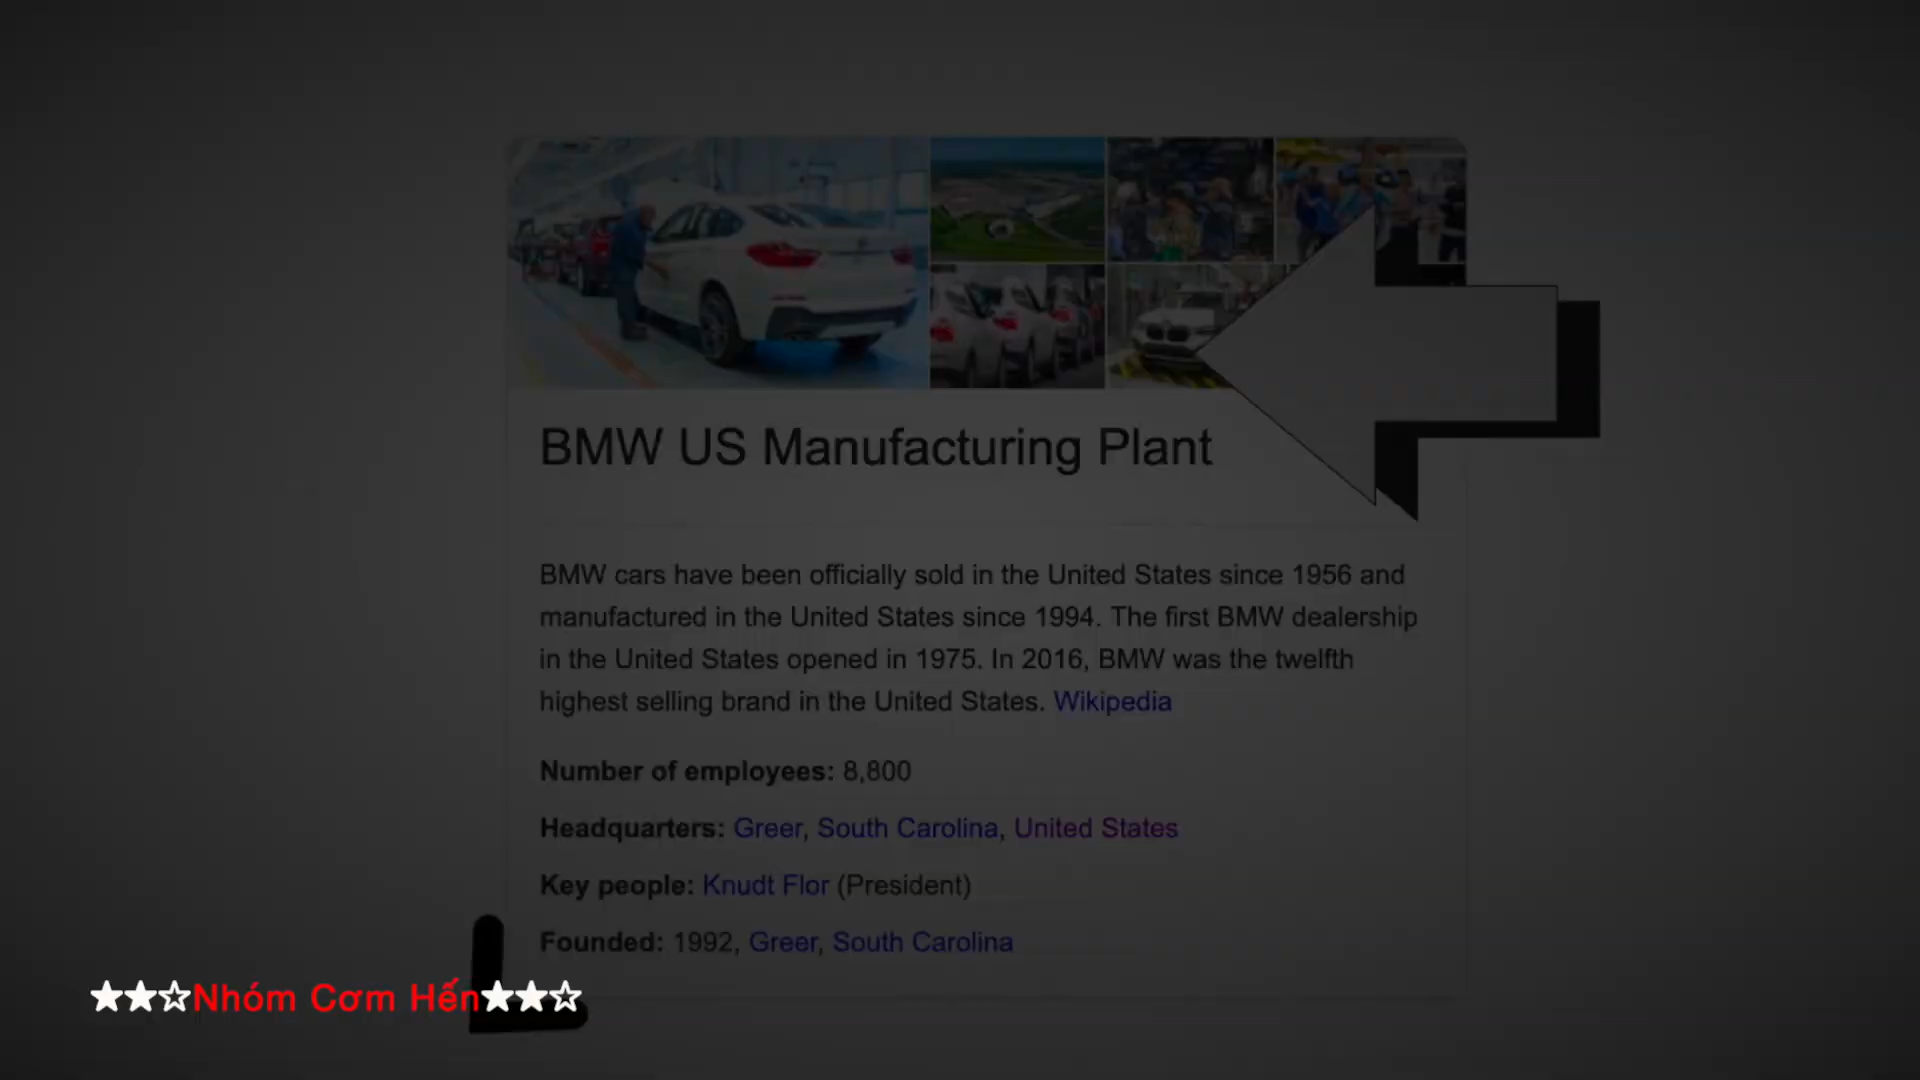 BMW US Manufacturing Plant
BMW cars have been officially sold in the United States since 1956 and
manufactured in the United States since 1994. The first BMW dealership
in the United States opened in 1975. In 2016, BMW was the twelfth
highest selling brand in the United States. Wikipedia
Number of employees: 8,800
Headquarters: Greer, South Carolina, United States
Key people: Knudt Flor (President)
Founded: 1992, Greer, South Carolina
★★☆Nhóm Cơm Hến★★☆